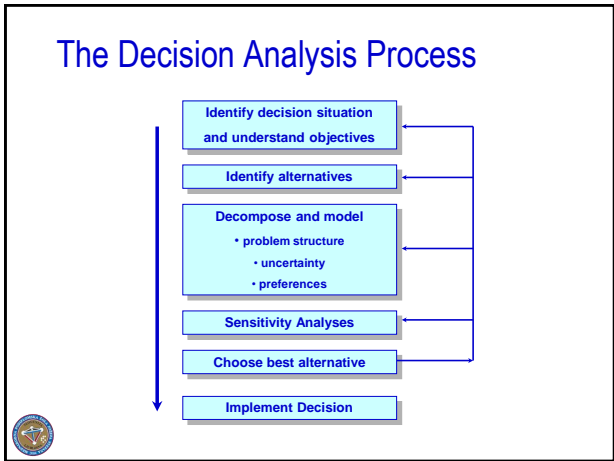 The Decision Analysis Process
Identify decision situation
and understand objectives
Identify alternatives
Decompose and model
• problem structure
• uncertainty
• preferences
Sensitivity Analyses
Choose best alternative
Implement Decision